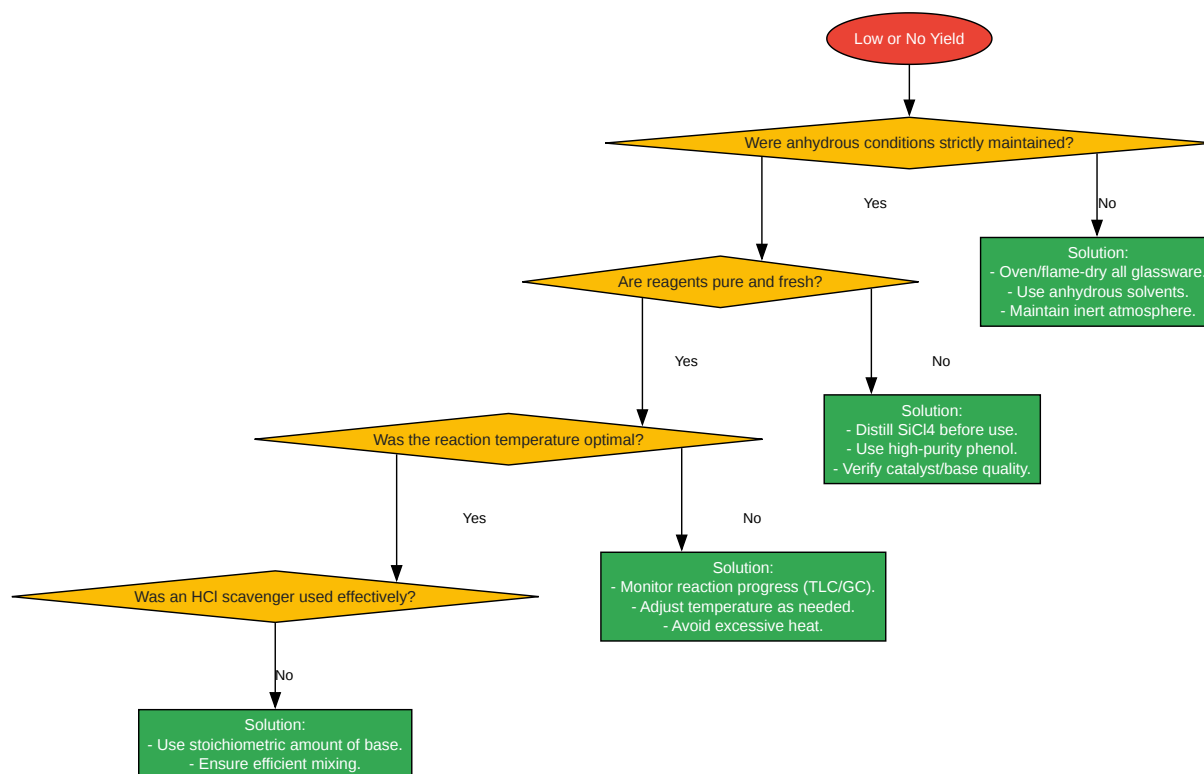 Low or No Yield
Were anhydrous conditions strictly maintained?
Yes
No
Solution:
- Oven/flame-dry all glassware.
- Use anhydrous solvents.
- Maintain inert atmosphere.
Are reagents pure and fresh?
Yes
No
Solution:
- Distill SiCl4 before use.
- Use high-purity phenol.
- Verify catalyst/base quality.
Was the reaction temperature optimal?
Yes
No
Solution:
- Monitor reaction progress (TLC/GC).
- Adjust temperature as needed.
- Avoid excessive heat.
Was an HCl scavenger used effectively?
No
Solution:
- Use stoichiometric amount of base.
- Ensure efficient mixing.